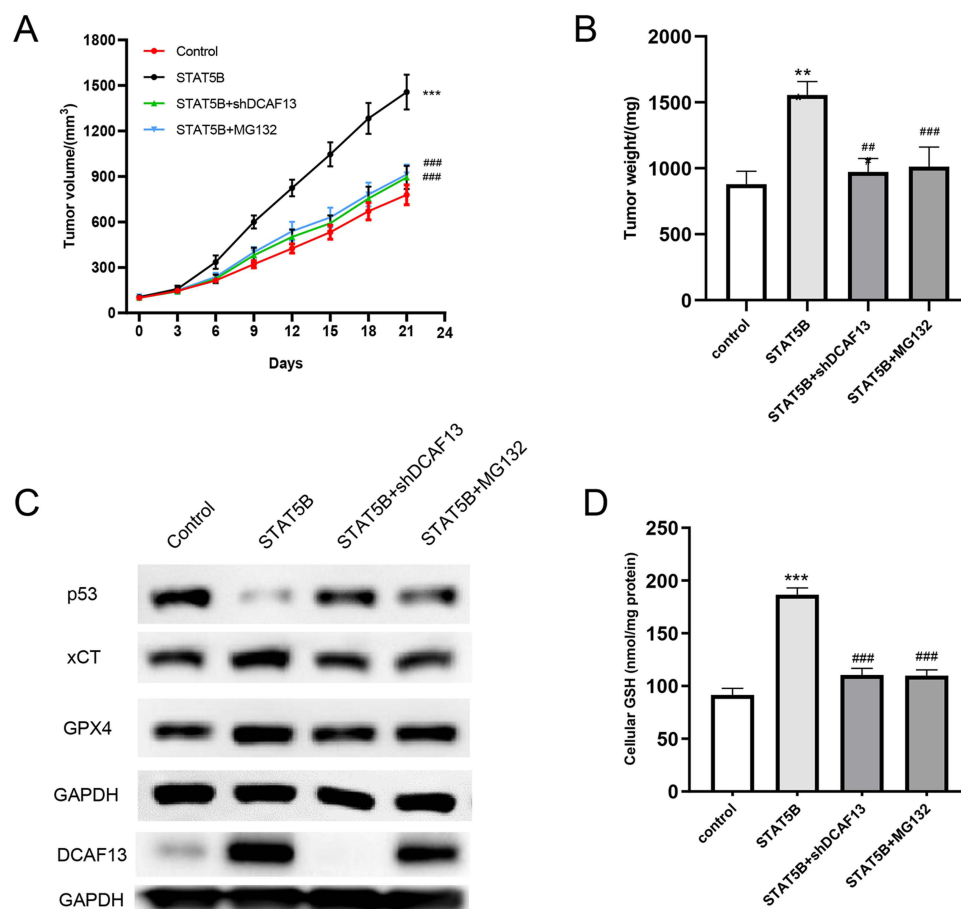 A
Tumor volume/(mm³)
1800
1500
1200
900
600
300
0
Control
STAT5B
STAT5B+shDCAF13
STAT5B+MG132
***
###
###
0 3 6 9 12 15 18 21 24
Days
B
Tumor weight/(mg)
2000
1500
1000
500
0
**
*
##
*
###
control
STAT5B
STAT5B+shDCAF13
STAT5B+MG132
C
Control
STAT5B
STAT5B+shDCAF13
STAT5B+MG132
p53
xCT
GPX4
GAPDH
DCAF13
GAPDH
D
Cellular GSH (nmol/mg protein)
250
200
150
100
50
0
***
###
###
control
STAT5B
STAT5B+shDCAF13
STAT5B+MG132